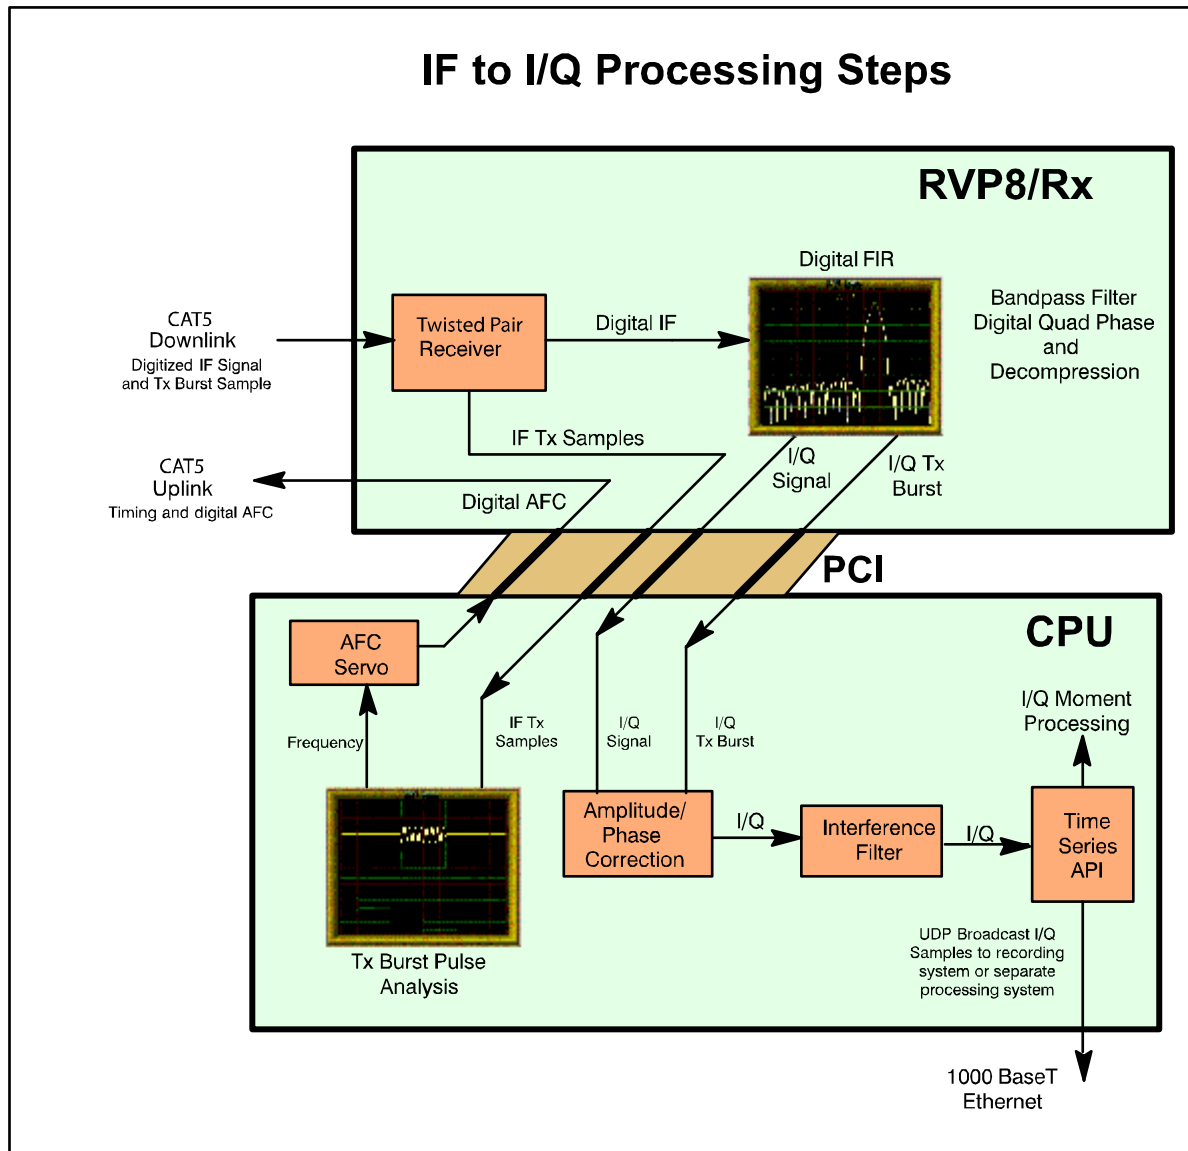 IF to I/Q Processing Steps
RVP8/Rx
Digital FIR
CAT5
Downlink
Digitized IF Signal
and Tx Burst Sample
Twisted Pair
Receiver
Digital IF
Bandpass Filter
Digital Quad Phase
and
Decompression
IF Tx Samples
I/Q
Signal
I/Q Tx
Burst
CAT5
Uplink
Timing and digital AFC
Digital AFC
PCI
CPU
AFC
Servo
Frequency
IF Tx
Samples
I/Q
Signal
I/Q
Tx Burst
I/Q Moment
Processing
Amplitude/
Phase
Correction
I/Q
Interference
Filter
I/Q
Time
Series
API
Tx Burst Pulse
Analysis
UDP Broadcast I/Q
Samples to recording
system or separate
processing system
1000 BaseT
Ethernet